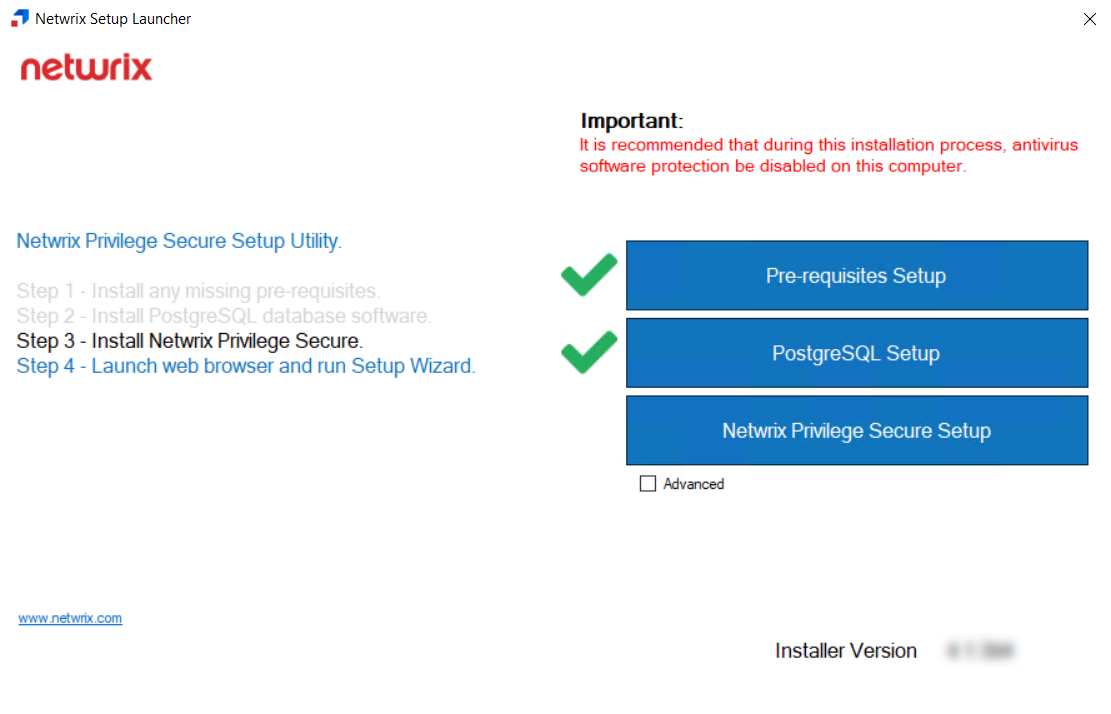 Netwrix Setup Launcher
netwrix
Important:
It is recommended that during this installation process, antivirus
software protection be disabled on this computer.
Netwrix Privilege Secure Setup Utility.
Step 1 - Install any missing pre-requisites.
Step 2 - Install PostgreSQL database software.
Step 3 - Install Netwrix Privilege Secure.
Step 4 - Launch web browser and run Setup Wizard.
Pre-requisites Setup
PostgreSQL Setup
Netwrix Privilege Secure Setup
Advanced
www.netwrix.com
Installer Version